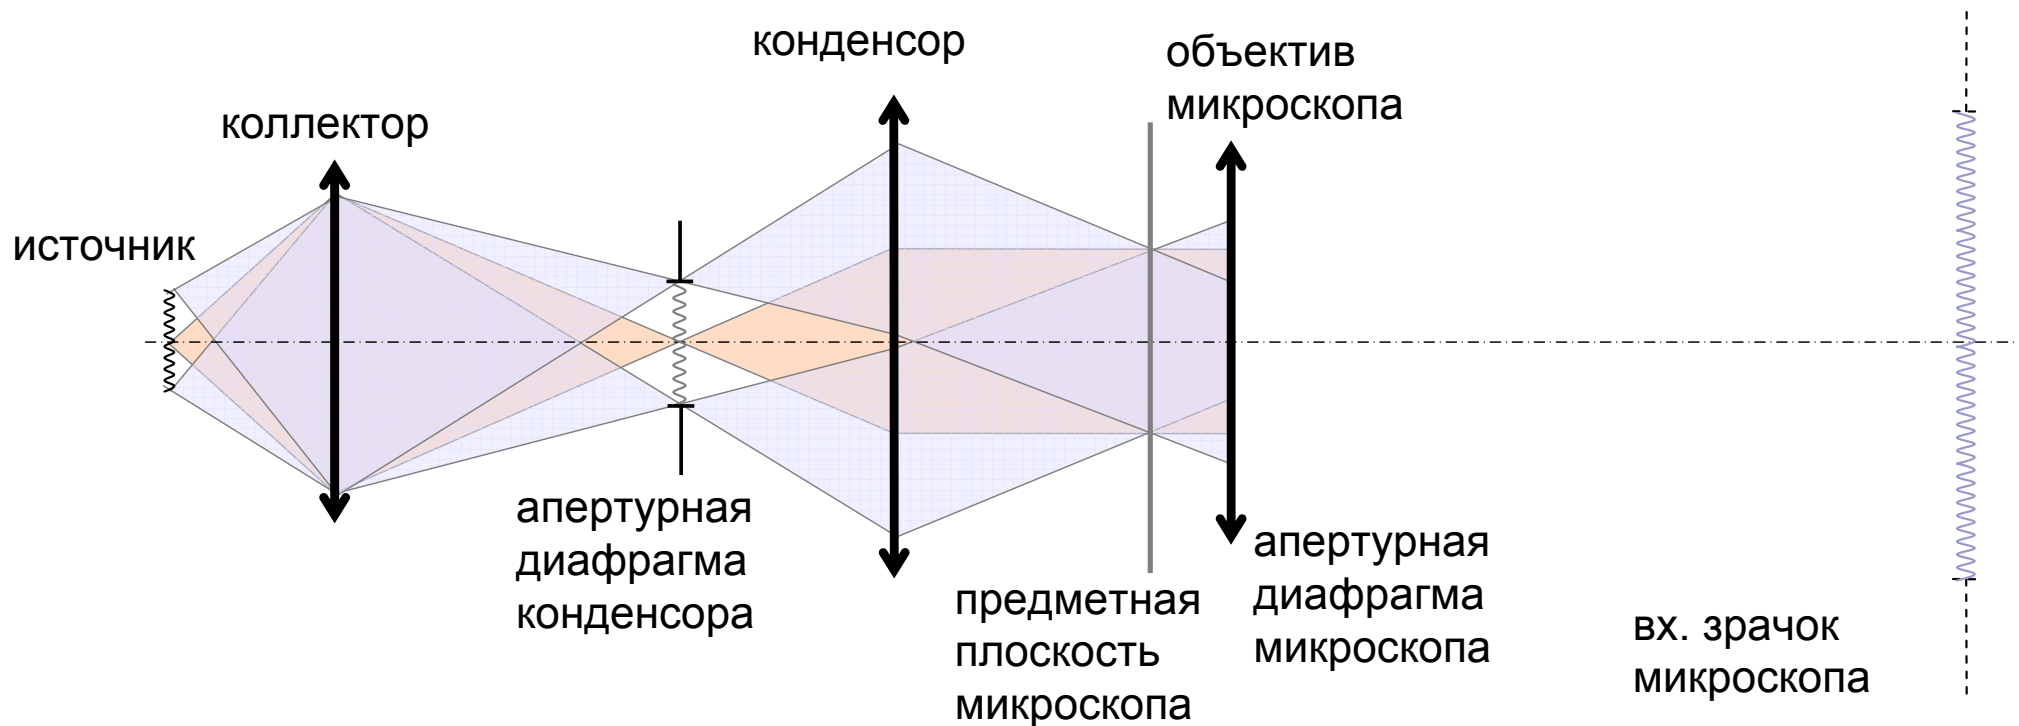 источник
коллектор
апертурная
диафрагма
конденсора
конденсор
предметная
плоскость
микроскопа
объектив
микроскопа
апертурная
диафрагма
микроскопа
вх. зрачок
микроскопа